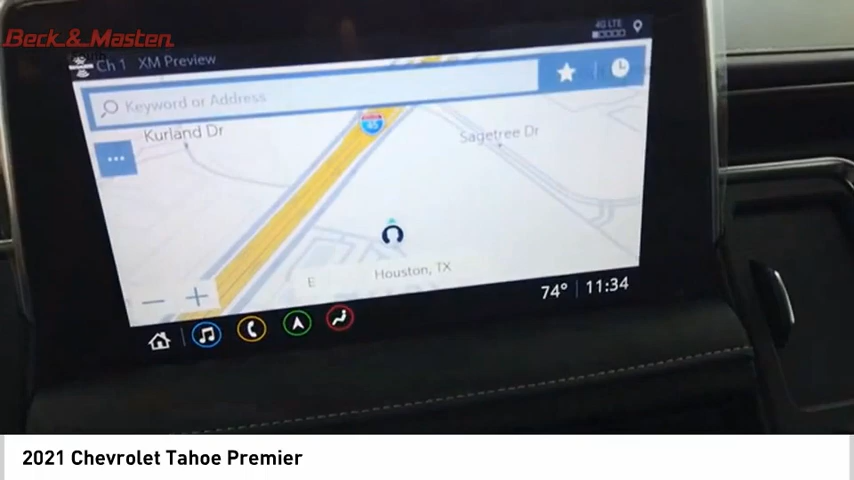 Beck & Masten
4G LTE
Ch 1 XM Preview
Keyword or Address
Kurland Dr
45
Sagetree Dr
E
Houston, TX
74° 11:34
2021 Chevrolet Tahoe Premier